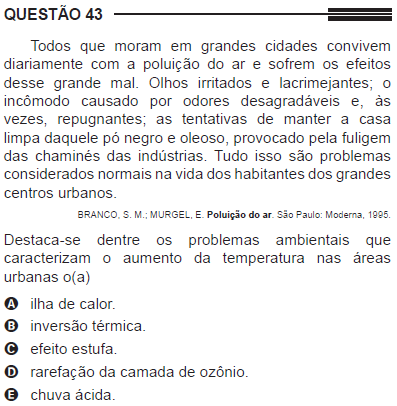 QUESTÃO 43
Todos que moram em grandes cidades convivem
diariamente com a poluição do ar e sofrem os efeitos
desse grande mal. Olhos irritados e lacrimejantes; o
incômodo causado por odores desagradáveis e, às
vezes, repugnantes; as tentativas de manter a casa
limpa daquele pó negro e oleoso, provocado pela fuligem
das chaminés das indústrias. Tudo isso são problemas
considerados normais na vida dos habitantes dos grandes
centros urbanos.
BRANCO, S. M.; MURGEL, E. Poluição do ar. São Paulo: Moderna, 1995.
Destaca-se dentre os problemas ambientais que
caracterizam o aumento da temperatura nas áreas
urbanas o(a)
A ilha de calor.
B inversão térmica.
C efeito estufa.
D rarefação da camada de ozônio.
E chuva ácida.